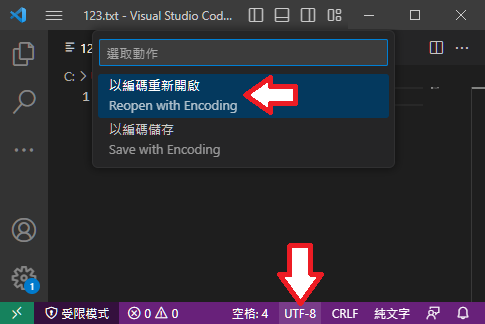 123.txt - Visual Studio Cod...
選取動作
12
C:
以編碼重新開啟
Reopen with Encoding
1
以編碼儲存
Save with Encoding
1
受限模式 0 0 空格: 4 UTF-8 CRLF 純文字